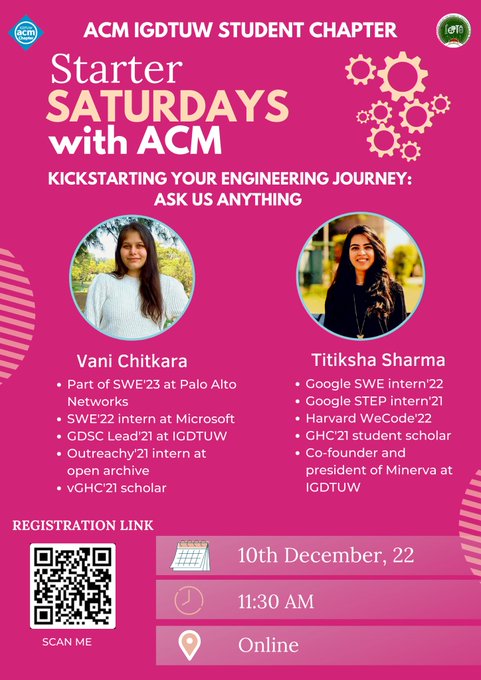 acm
Chapter
ACM IGDTUW STUDENT CHAPTER
Starter
SATURDAYS
with ACM
KICKSTARTING YOUR ENGINEERING JOURNEY:
ASK US ANYTHING
Vani Chitkara
• Part of SWE'23 at Palo Alto
Networks
• SWE'22 intern at Microsoft
• GDSC Lead'21 at IGDTUW
• Outreachy'21 intern at
open archive
• vGHC'21 scholar
Titiksha Sharma
• Google SWE intern'22
• Google STEP intern'21
• Harvard WeCode'22
• GHC'21 student scholar
• Co-founder and
president of Minerva at
IGDTUW
REGISTRATION LINK
SCAN ME
10th December, 22
11:30 AM
Online